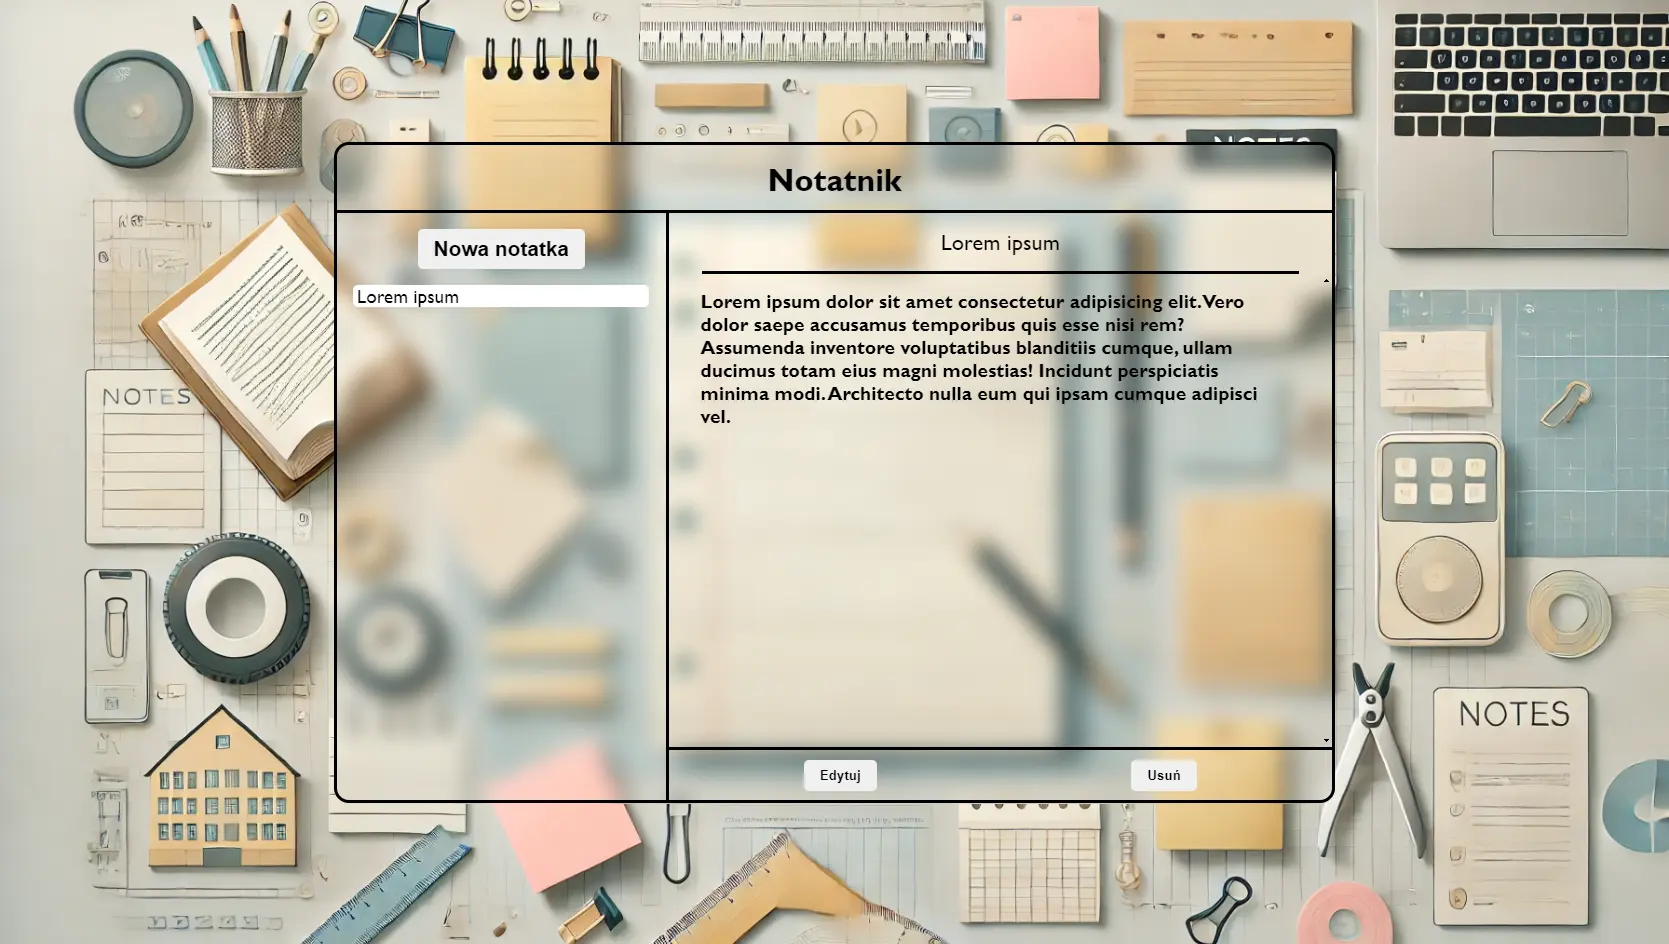 NOTES
Notatnik
Nowa notatka
Lorem ipsum
Lorem ipsum
Lorem ipsum dolor sit amet consectetur adipisicing elit. Vero
dolor saepe accusamus temporibus quis esse nisi rem?
Assumenda inventore voluptatibus blanditiis cumque, ullam
ducimus totam eius magni molestias! Incidunt perspiciatis
minima modi. Architecto nulla eum qui ipsam cumque adipisci
vel.
NOTES
NOTES
Edytuj
Usuń